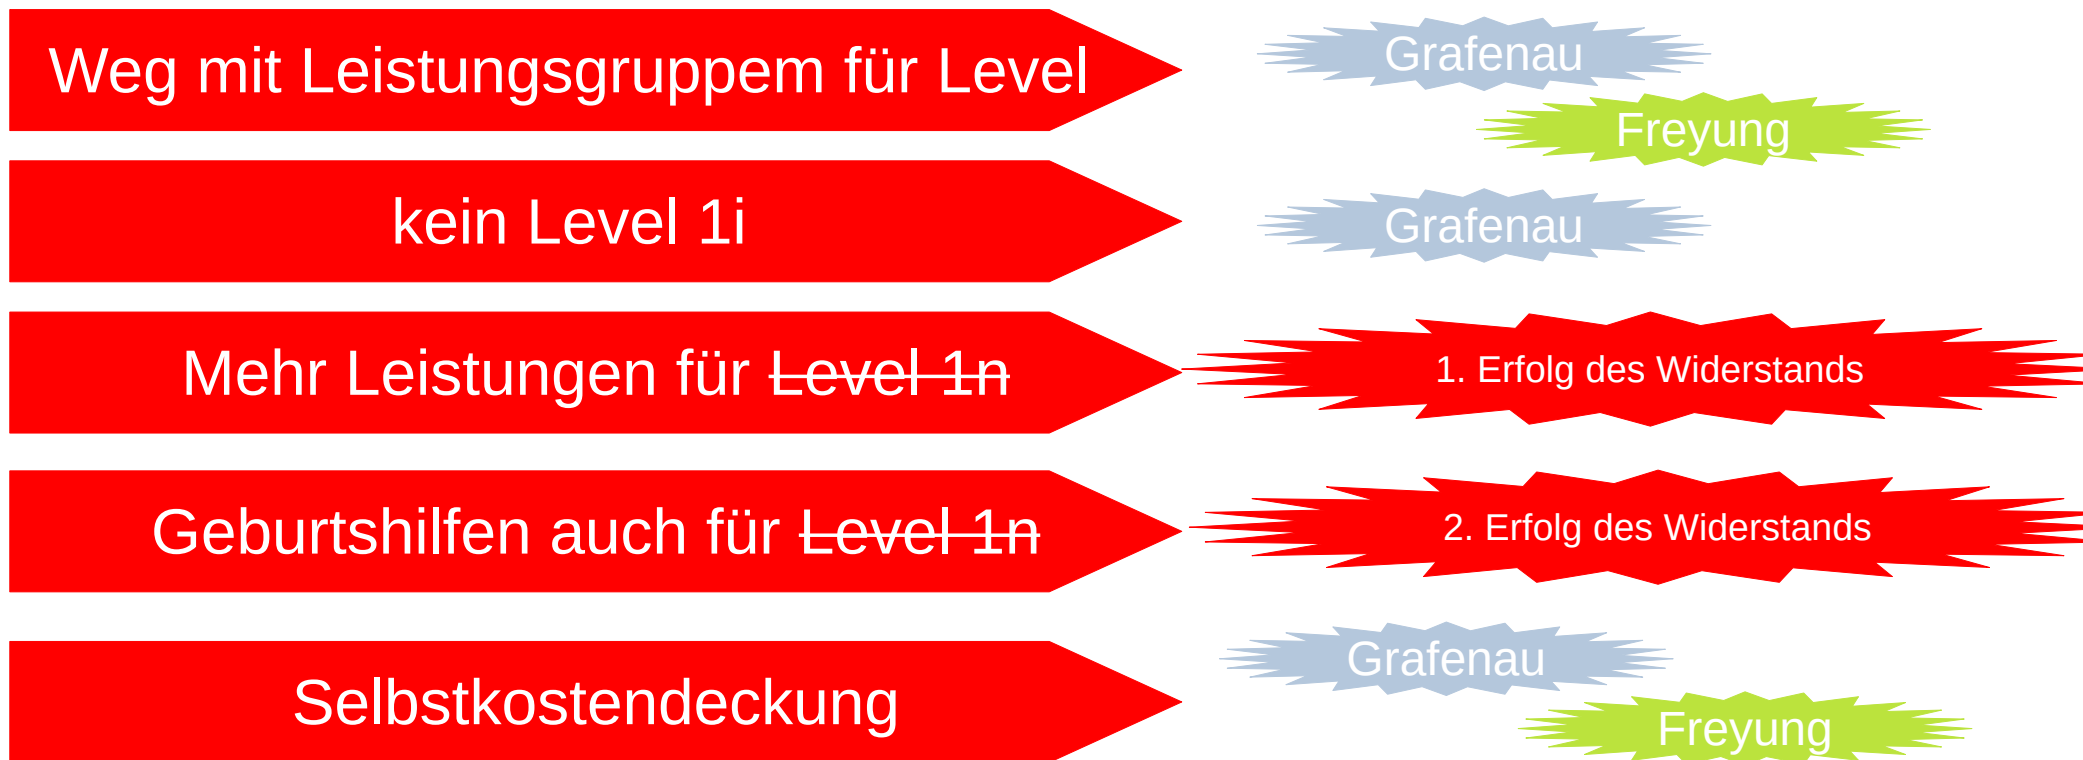 Weg mit Leistungsgruppem für Level
Grafenau
Freyung
kein Level 1i
Grafenau
Mehr Leistungen für Level 1n
1. Erfolg des Widerstands
Geburtshilfen auch für Level 1n
2. Erfolg des Widerstands
Selbstkostendeckung
Grafenau
Freyung